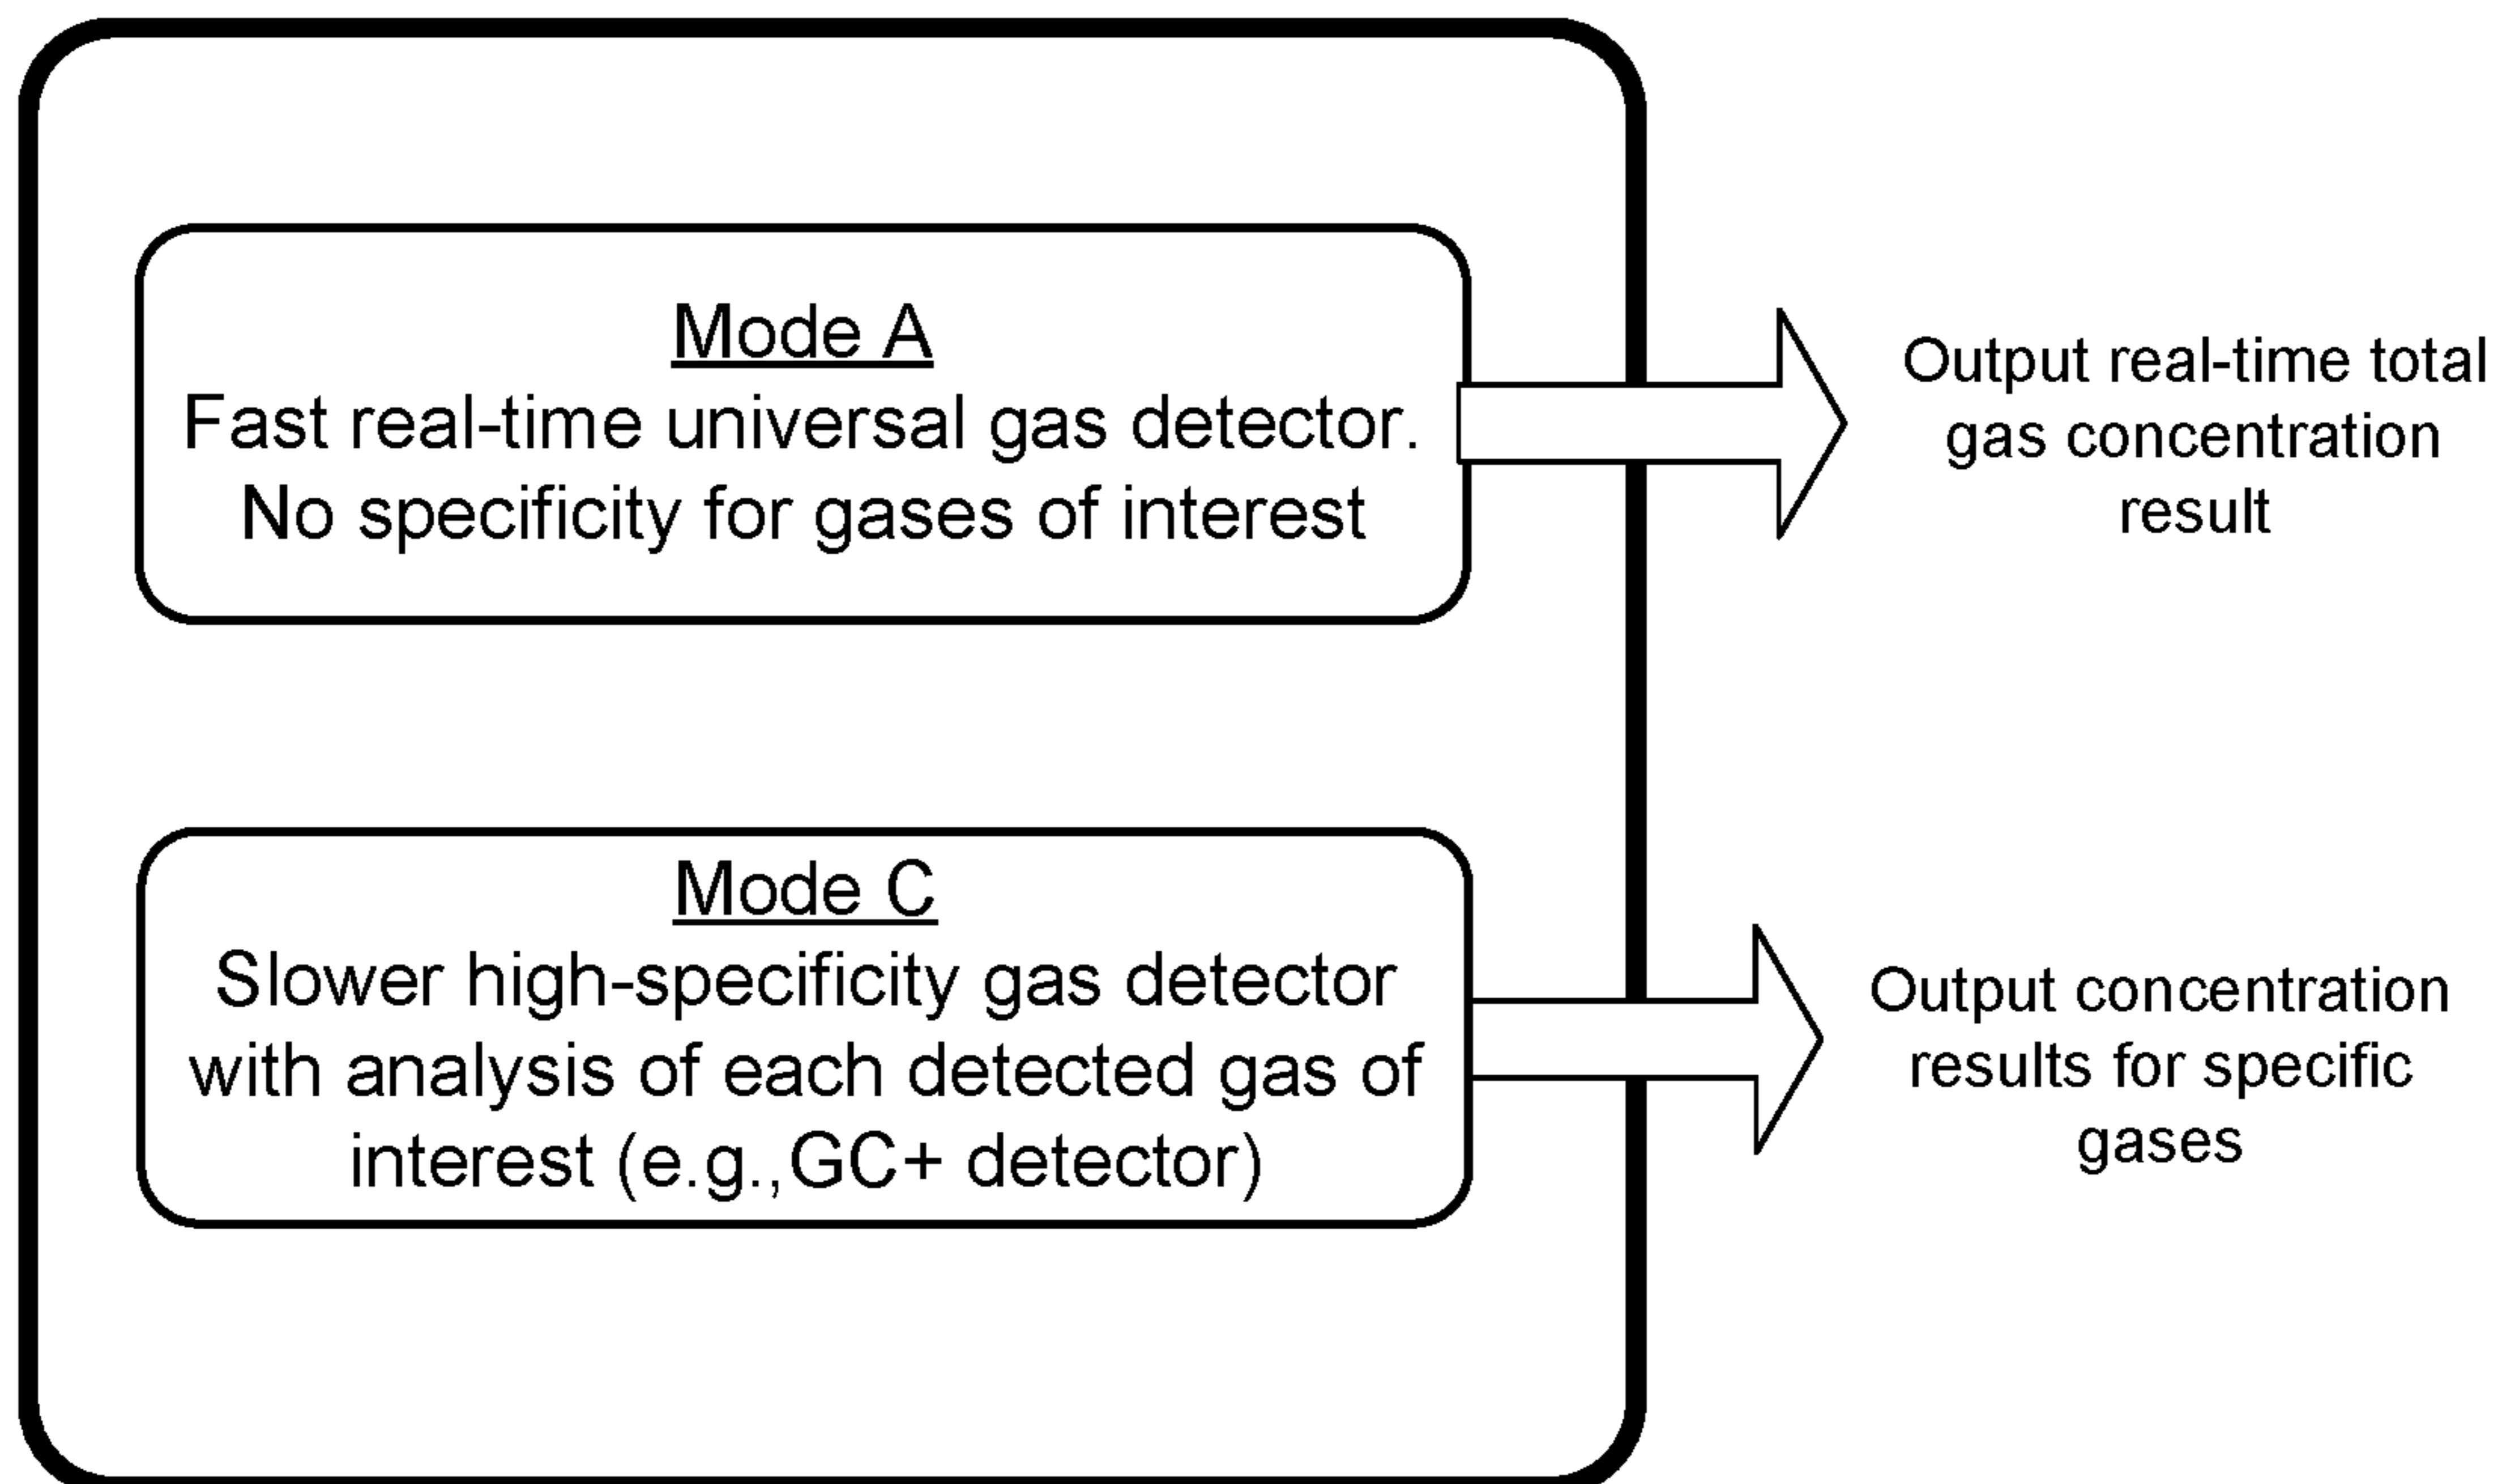 Mode A
Fast real-time universal gas detector.
No specificity for gases of interest
Output real-time total
gas concentration
result
Mode C
Slower high-specificity gas detector
with analysis of each detected gas of
interest (e.g.,GC+ detector)
Output concentration
results for specific
gases